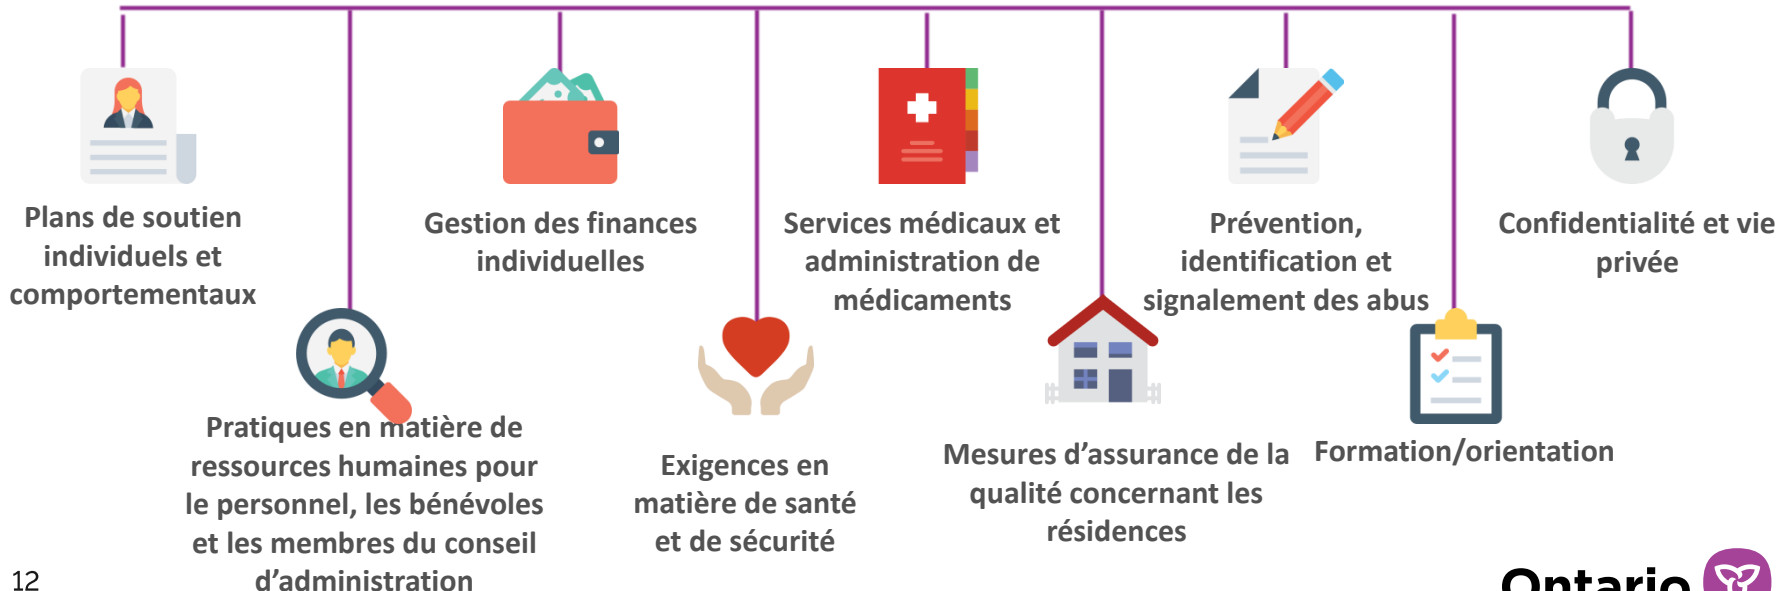 Plans de soutien
individuels et
comportementaux
Gestion des finances
individuelles
Services médicaux et
administration de
médicaments
Prévention,
identification et
signalement des abus
Confidentialité et vie
privée
Pratiques en matière de
ressources humaines pour
le personnel, les bénévoles
et les membres du conseil
d’administration
Exigences en
matière de santé
et de sécurité
Mesures d’assurance de la
qualité concernant les
résidences
Formation/orientation
12
Ontario